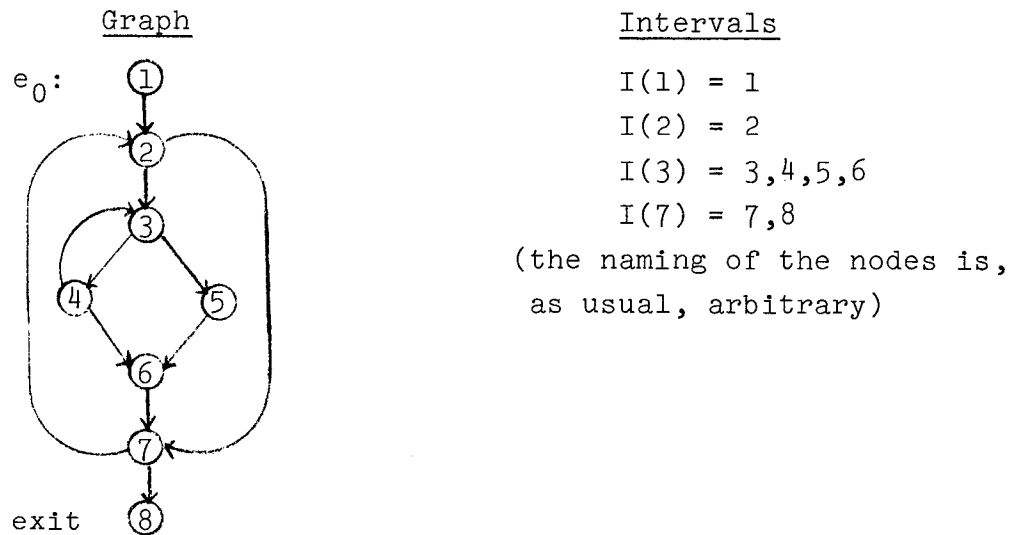 Graph
e0:
1
2
3
4 5
6
7
exit 8
Intervals
I(1) = 1
I(2) = 2
I(3) = 3,4,5,6
I(7) = 7,8
(the naming of the nodes is,
as usual, arbitrary)